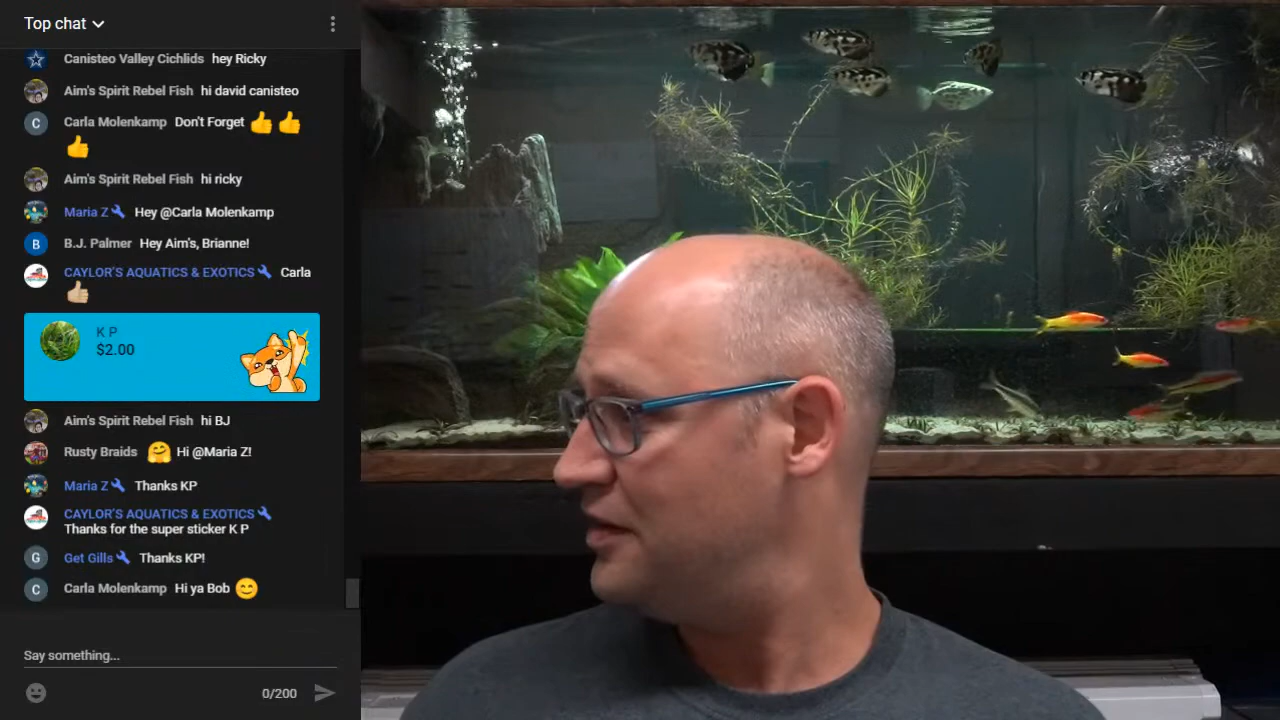 Top chat
Canisteo Valley Cichlids hey Ricky
Aim's Spirit Rebel Fish hi david canisteo
C Carla Molenkamp Don't Forget
Aim's Spirit Rebel Fish hi ricky
Maria Z Hey @Carla Molenkamp
B B.J. Palmer Hey Aim's, Brianne!
CAYLOR'S AQUATICS & EXOTICS Carla
K P
$2.00
Aim's Spirit Rebel Fish hi BJ
Rusty Braids Hi @Maria Z!
Maria Z Thanks KP
CAYLOR'S AQUATICS & EXOTICS
Thanks for the super sticker K P
G Get Gills Thanks KP!
C Carla Molenkamp Hi ya Bob
Say something...
0/200